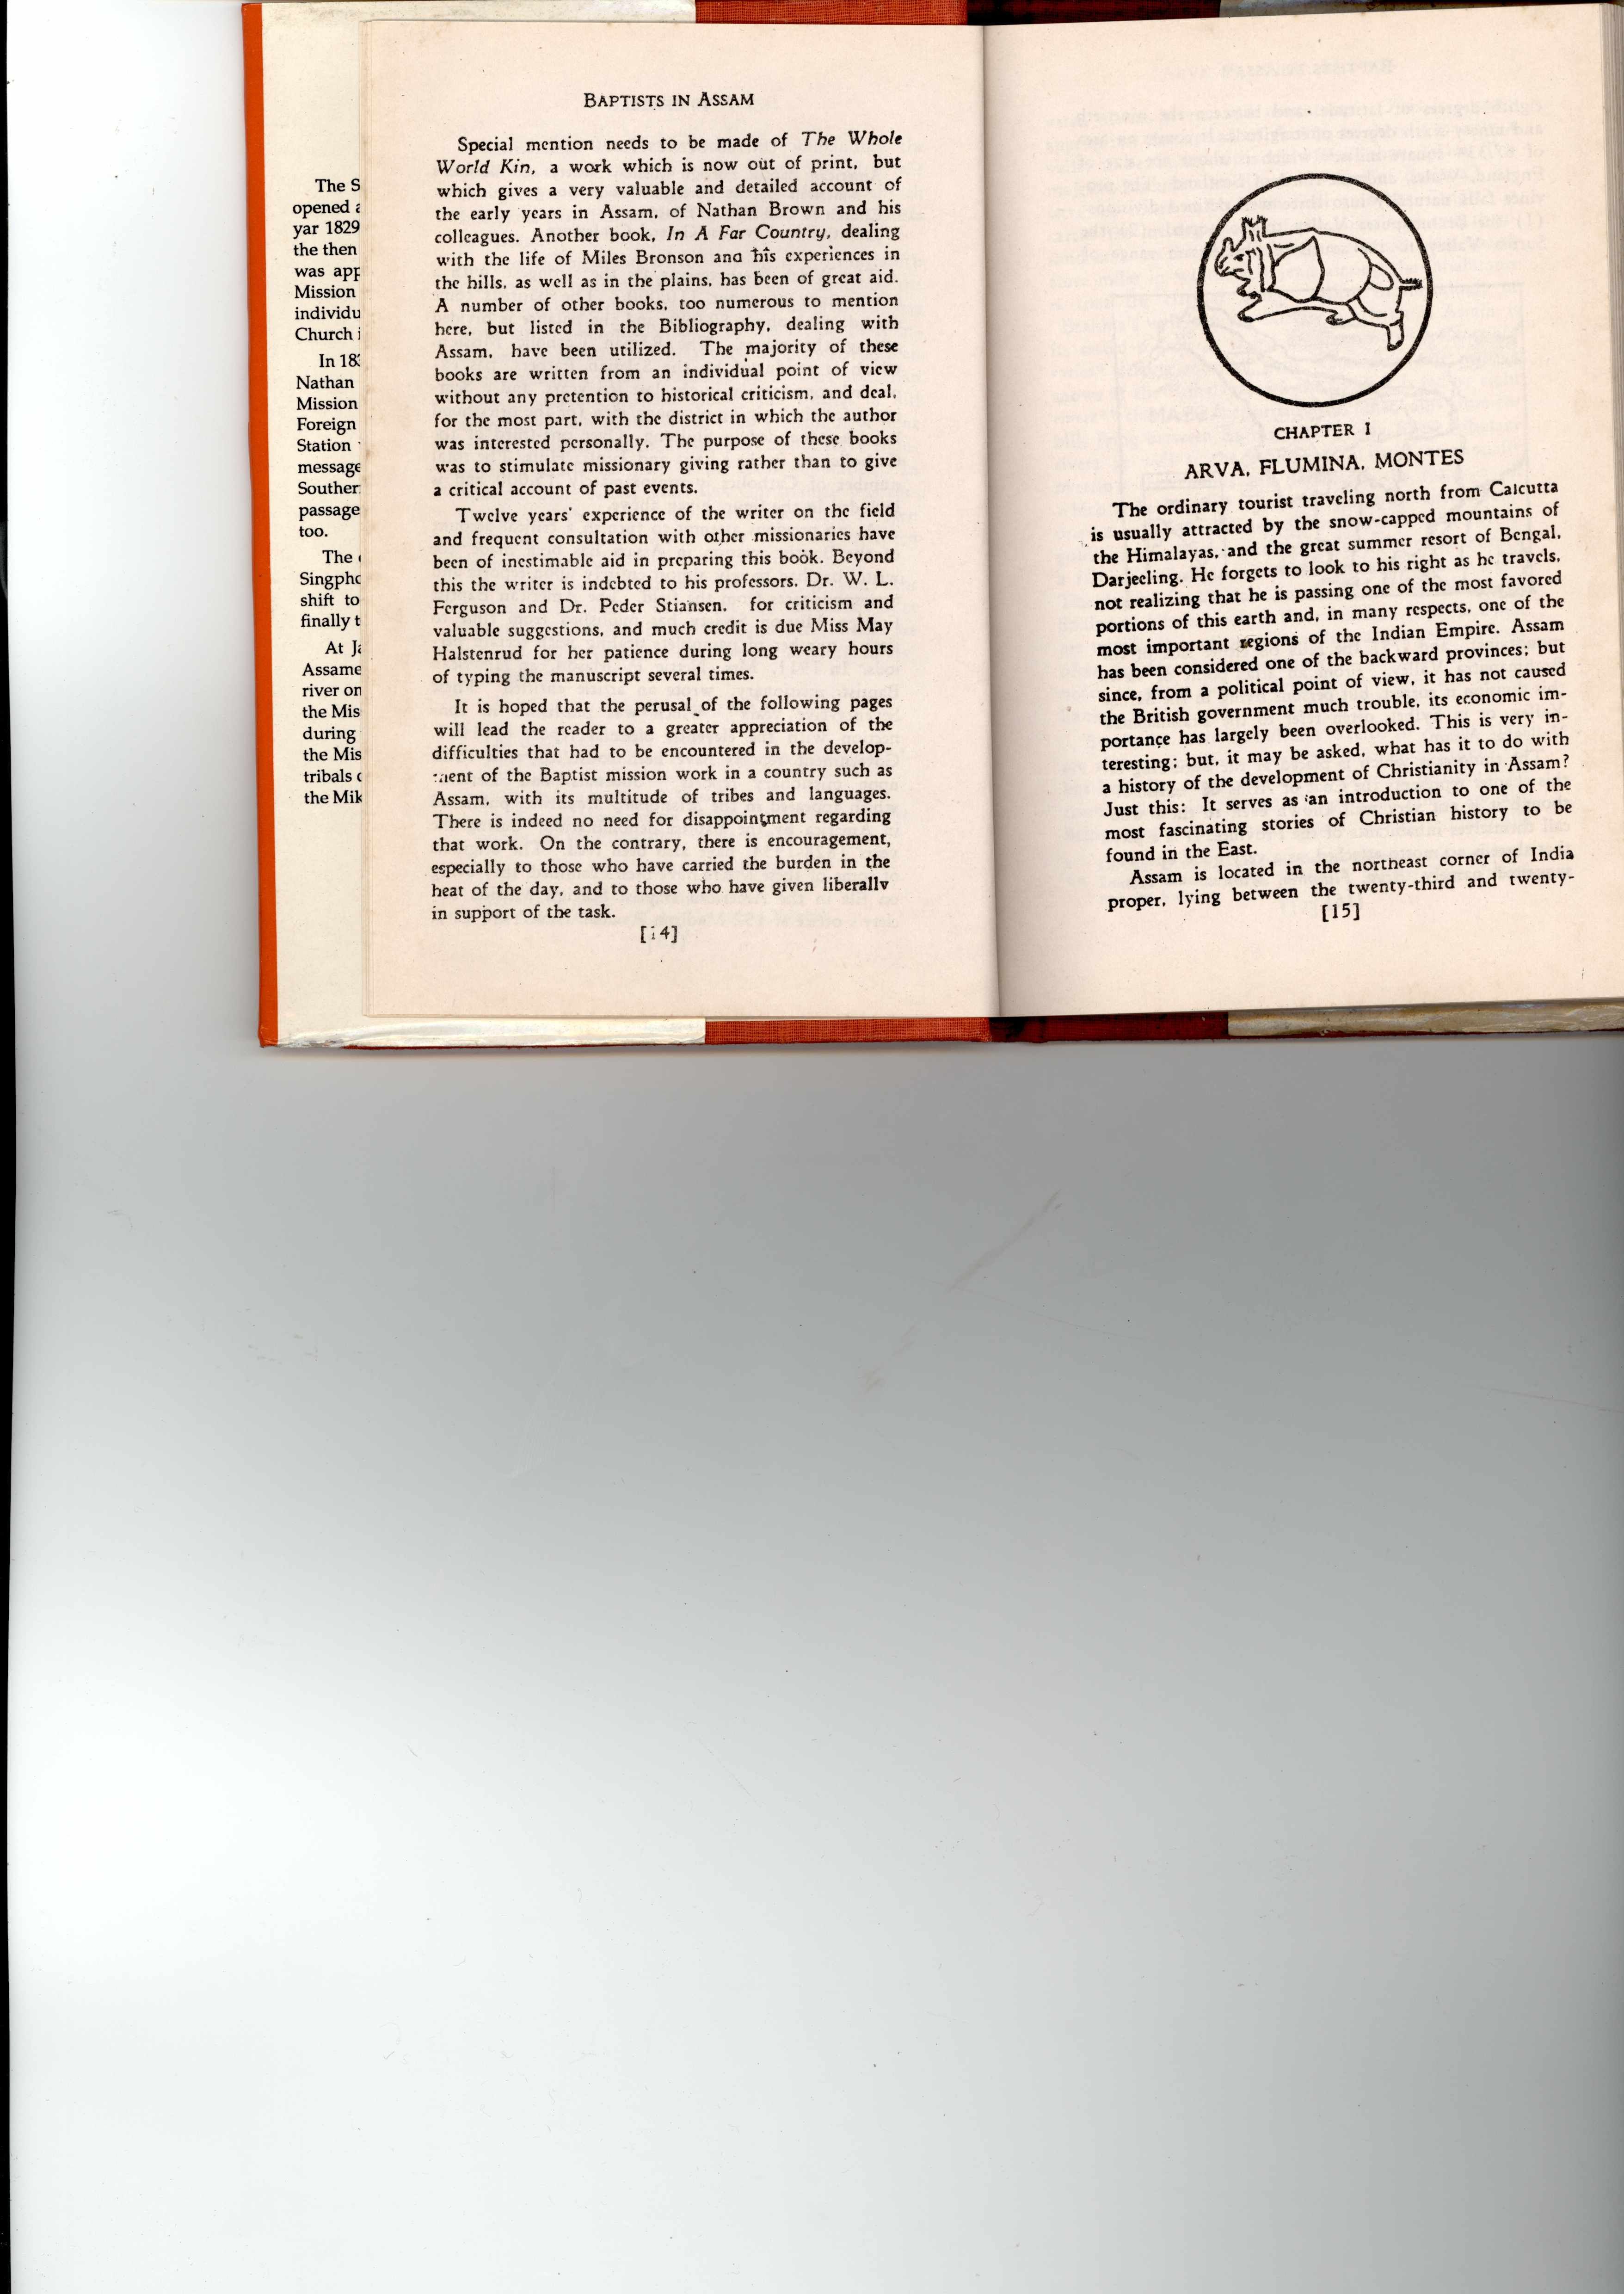 The S
opened
yar 1829
the then
was app
Mission
individu
Church
In 18
Nathan
Mission
Foreign
Station
message
Souther
passage
too.
The
Singpho
shift to
finally t
At Ja
Assame
river on
the Mis
during
the Mis
tribals
the Mik
BAPTISTS IN ASSAM
Special mention needs to be made of The Whole
World Kin, a work which is now out of print, but
which gives a very valuable and detailed account of
the early years in Assam, of Nathan Brown and his
colleagues. Another book, In A Far Country, dealing
with the life of Miles Bronson and his experiences in
the hills, as well as in the plains, has been of great aid.
A number of other books, too numerous to mention
here, but listed in the Bibliography, dealing with
Assam, have been utilized. The majority of these
books are written from an individual point of view
without any pretention to historical criticism, and deal,
for the most part, with the district in which the author
was interested personally. The purpose of these books
was to stimulate missionary giving rather than to give
a critical account of past events.
Twelve years' experience of the writer on the field
and frequent consultation with other missionaries have
been of inestimable aid in preparing this book. Beyond
this the writer is indebted to his professors, Dr. W. L.
Ferguson and Dr. Peder Stiansen, for criticism and
valuable suggestions, and much credit is due Miss May
Halstenrud for her patience during long weary hours
of typing the manuscript several times.
It is hoped that the perusal of the following pages
will lead the reader to a greater appreciation of the
difficulties that had to be encountered in the develop-
ment of the Baptist mission work in a country such as
Assam, with its multitude of tribes and languages.
There is indeed no need for disappointment regarding
that work. On the contrary, there is encouragement,
especially to those who have carried the burden in the
heat of the day, and to those who have given liberally
in support of the task.
[14]
CHAPTER I
ARVA, FLUMINA, MONTES
The ordinary tourist traveling north from Calcutta
is usually attracted by the snow-capped mountains of
the Himalayas, and the great summer resort of Bengal,
Darjeeling. He forgets to look to his right as he travels,
not realizing that he is passing one of the most favored
portions of this earth and, in many respects, one of the
most important regions of the Indian Empire. Assam
has been considered one of the backward provinces; but
since, from a political point of view, it has not caused
the British government much trouble, its economic im-
portance has largely been overlooked. This is very in-
teresting; but, it may be asked, what has it to do with
a history of the development of Christianity in Assam?
Just this: It serves as an introduction to one of the
most fascinating stories of Christian history to be
found in the East.
Assam is located in the northeast corner of India
proper, lying between the twenty-third and twenty-
[15]